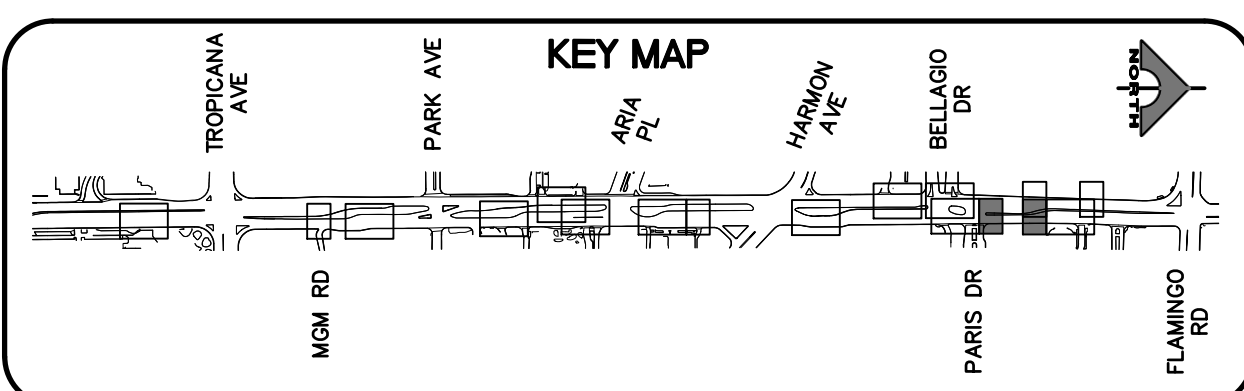 KEY MAP
TROPICANA
AVE
PARK AVE
ARIA
PL
HARMON
AVE
BELLAGIO
DR
NORTH
MGM RD
PARIS DR
FLAMINGO
RD